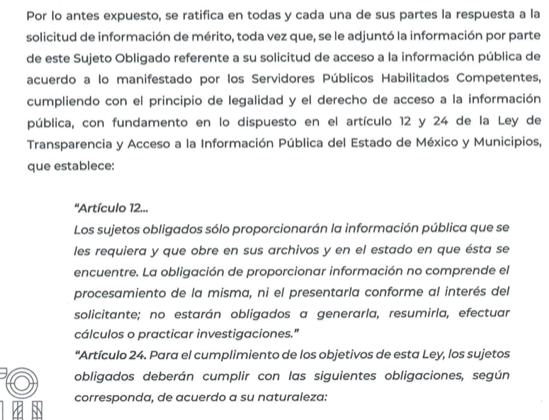 Por lo antes expuesto, se ratifica en todas y cada una de sus partes la respuesta a la
solicitud de información de mérito, toda vez que, se le adjuntó la información por parte
de este Sujeto Obligado referente a su solicitud de acceso a la información pública de
acuerdo a lo manifestado por los Servidores Públicos Habilitados Competentes,
cumpliendo con el principio de legalidad y el derecho de acceso a la información
pública, con fundamento en lo dispuesto en el artículo 12 y 24 de la Ley de
Transparencia y Acceso a la Información Pública del Estado de México y Municipios,
que establece:
"Artículo 12...
Los sujetos obligados sólo proporcionarán la información pública que se
les requiera y que obre en sus archivos y en el estado en que ésta se
encuentre. La obligación de proporcionar información no comprende el
procesamiento de la misma, ni el presentarla conforme al interés del
solicitante; no estarán obligados a generarla, resumirla, efectuar
cálculos o practicar investigaciones."
"Artículo 24. Para el cumplimiento de los objetivos de esta Ley, los sujetos
obligados deberán cumplir con las siguientes obligaciones, según
corresponda, de acuerdo a su naturaleza: